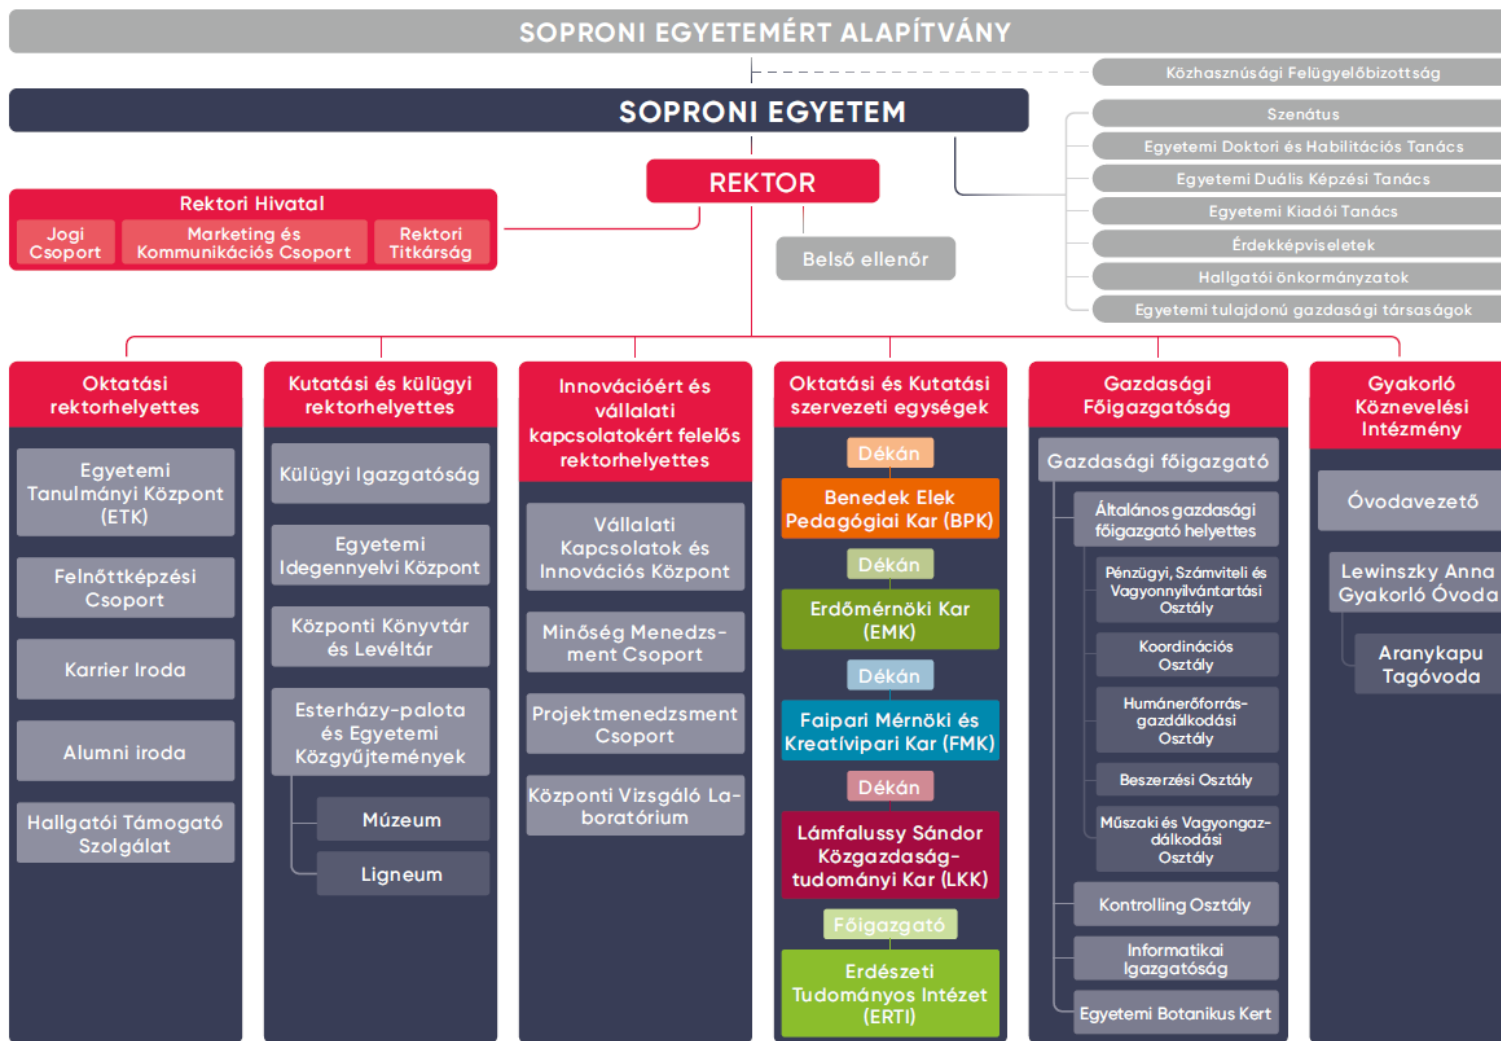 SOPRONI EGYETEMÉRT ALAPÍTVÁNY
Közhasznúsági Felügyelőbizottság
SOPRONI EGYETEM
Szenátus
Egyetemi Doktori és Habilitációs Tanács
Egyetemi Duális Képzési Tanács
Egyetemi Kiadói Tanács
Érdekképviseletek
Hallgatói önkormányzatok
Egyetemi tulajdonú gazdasági társaságok
REKTOR
Rektori Hivatal
Jogi
Csoport
Marketing és
Kommunikációs Csoport
Rektori
Titkárság
Belső ellenőr
Oktatási
rektorhelyettes
Egyetemi
Tanulmányi Központ
(ETK)
Felnőttképzési
Csoport
Karrier Iroda
Alumni iroda
Hallgatói Támogató
Szolgálat
Kutatási és külügyi
rektorhelyettes
Külügyi Igazgatóság
Egyetemi
Idegennyelvi Központ
Központi Könyvtár
és Levéltár
Esterházy-palota
és Egyetemi
Közgyűjtemények
Múzeum
Ligneum
Innovációért és
vállalati
kapcsolatokért felelős
rektorhelyettes
Vállalati
Kapcsolatok és
Innovációs Központ
Minőség Menedzs-
ment Csoport
Projektmenedzsment
Csoport
Központi Vizsgáló La-
boratórium
Oktatási és Kutatási
szervezeti egységek
Dékán
Benedek Elek
Pedagógiai Kar (BPK)
Dékán
Erdőmérnöki Kar
(EMK)
Dékán
Faipari Mérnöki és
Kreatívipari Kar (FMK)
Dékán
Lámfalussy Sándor
Közgazdaság-
tudományi Kar (LKK)
Főigazgató
Erdészeti
Tudományos Intézet
(ERTI)
Gazdasági
Főigazgatóság
Gazdasági főigazgató
Általános gazdasági
főigazgató helyettes
Pénzügyi, Számviteli és
Vagyonnyilvántartási
Osztály
Koordinációs
Osztály
Humánerőforrás-
gazdálkodási
Osztály
Beszerzési Osztály
Műszaki és Vagyongaz-
dálkodási
Osztály
Kontrolling Osztály
Informatikai
Igazgatóság
Egyetemi Botanikus Kert
Gyakorló
Köznevelési
Intézmény
Óvodavezető
Lewinszky Anna
Gyakorló Óvoda
Aranykapu
Tagóvoda